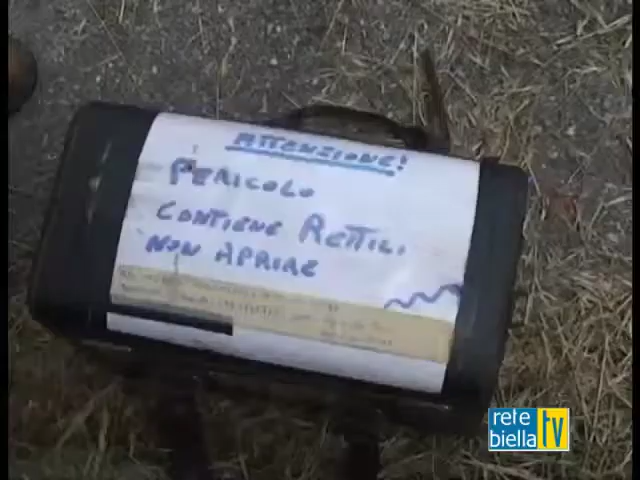 ATTENZIONE!
PERICOLO
CONTIENE RETTILI
NON APRIRE
rete
biella tv